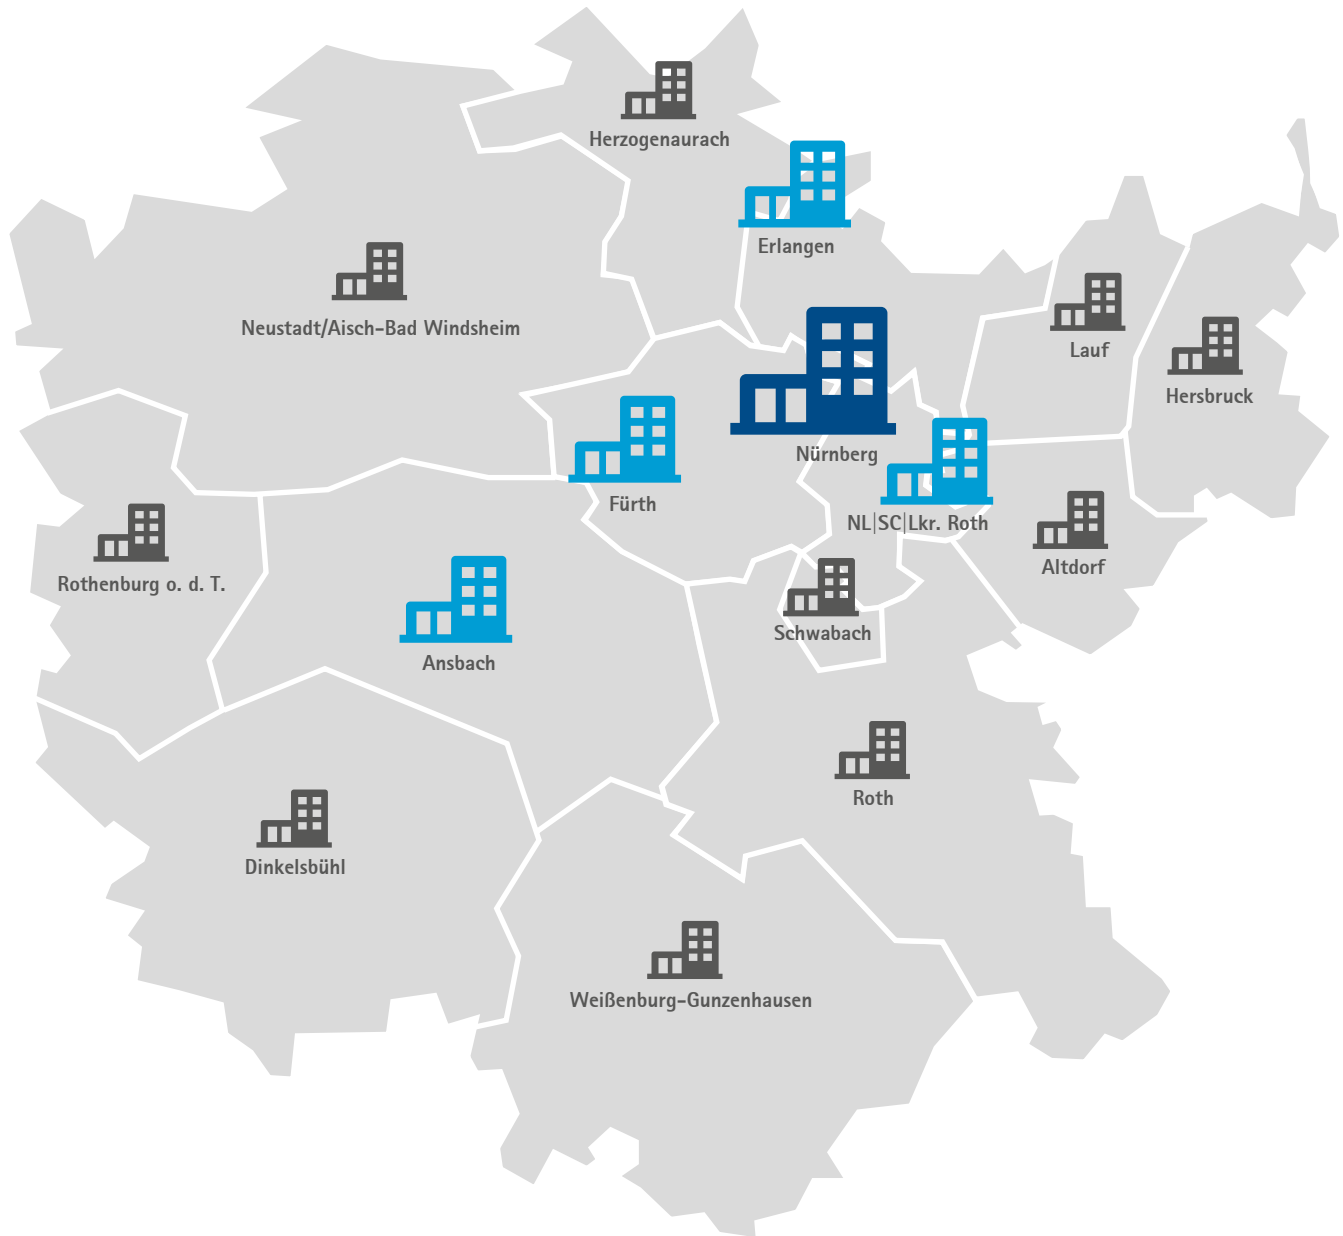 Herzogenaurach
Erlangen
Neustadt/Aisch-Bad Windsheim
Lauf
Hersbruck
Nürnberg
Fürth
NL|SC|Lkr. Roth
Altdorf
Rothenburg o. d. T.
Schwabach
Ansbach
Roth
Dinkelsbühl
Weißenburg-Gunzenhausen